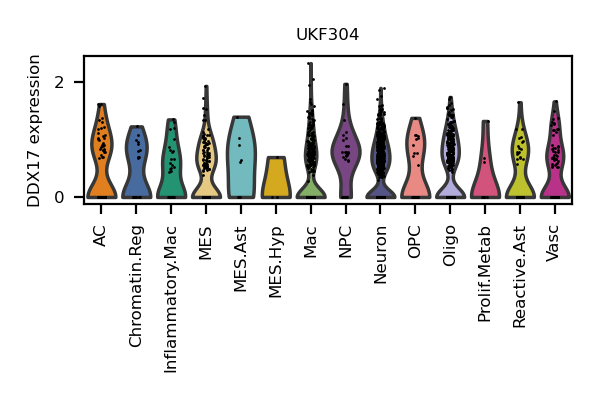 UKF304
DDX17 expression
2
0
AC
Chromatin.Reg
Inflammatory.Mac
MES
MES.Ast
MES.Hyp
Mac
NPC
Neuron
OPC
Oligo
Prolif.Metab
Reactive.Ast
Vasc